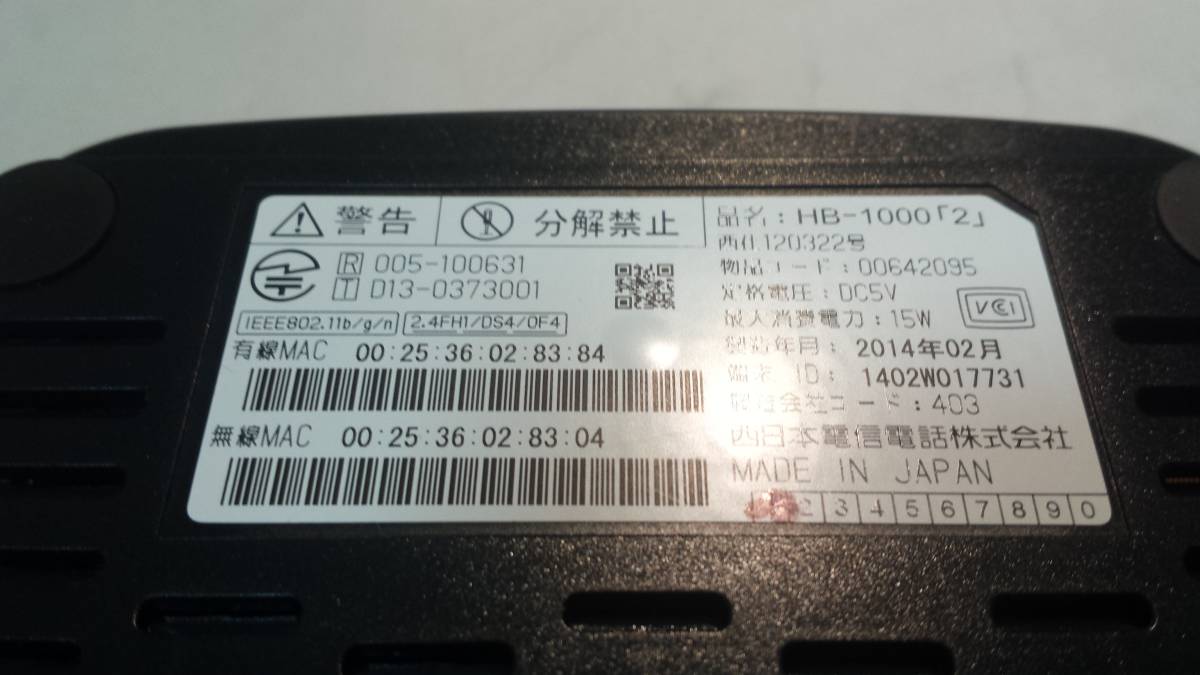 警告
分解禁止
R 005-100631
T D13-0373001
IEEE802.11b/g/n 2.4FH1/DS4/OF4
有線MAC 00:25:36:02:83:84
無線MAC 00:25:36:02:83:04
品名:HB-1000「2」
西仕120322号
物品コード:00642095
定格電圧:DC5V
最大消費電力:15W
VCCI
製造年月:2014年02月
端末 ID:1402W017731
製造会社コード:403
西日本電信電話株式会社
MADE IN JAPAN
2 3 4 5 6 7 8 9 0